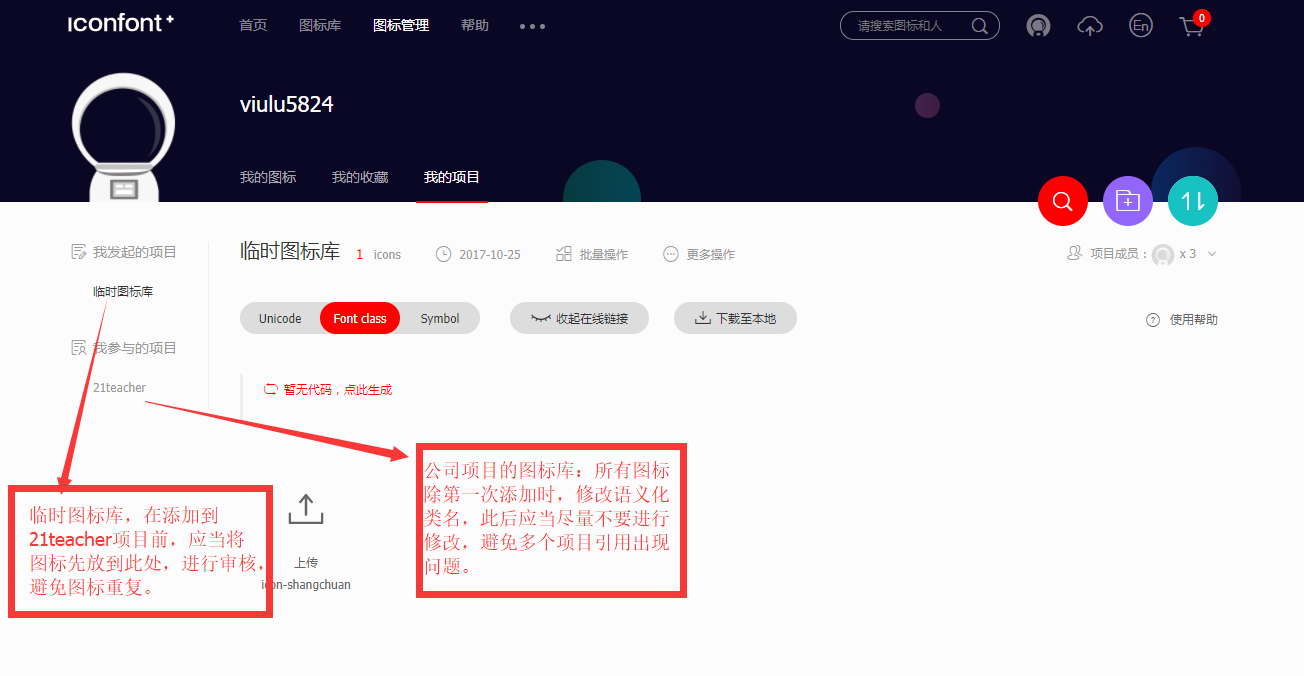 iconfont+
首页 图标库 图标管理 帮助
请搜索图标和人
En
0
viulu5824
我的图标 我的收藏 我的项目
我发起的项目
临时图标库
我参与的项目
21teacher
临时图标库 1 icons 2017-10-25 批量操作 更多操作
项目成员： x 3
Unicode Font class Symbol 收起在线链接 下载至本地
使用帮助
暂无代码，点此生成
公司项目的图标库：所有图标
除第一次添加时，修改语义化
类名，此后应当尽量不要进行
修改，避免多个项目引用出现
问题。
临时图标库，在添加到
21teacher项目前，应当将
图标先放到此处，进行审核，
避免图标重复。
上传
icon-shangchuan